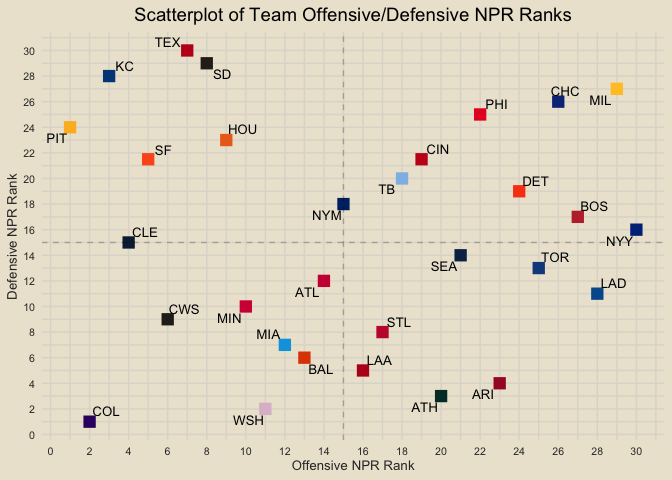 Scatterplot of Team Offensive/Defensive NPR Ranks
30
28
26
24
22
20
18
16
14
12
10
8
6
4
2
0
Defensive NPR Rank
TEX
KC
SD
CHC
MIL
PHI
PIT
HOU
SF
CIN
TB
DET
NYM
BOS
CLE
NYY
SEA
TOR
ATL
LAD
CWS
MIN
STL
MIA
BAL
LAA
ARI
ATH
COL
WSH
0 2 4 6 8 10 12 14 16 18 20 22 24 26 28 30
Offensive NPR Rank